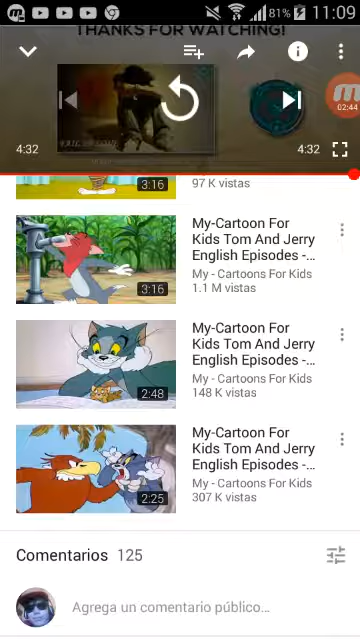 81% 11:09
THANKS FOR WATCHING!
02:44
4:32 4:32
3:16
97 K vistas
My-Cartoon For
Kids Tom And Jerry
English Episodes -...
My - Cartoons For Kids
1.1 M vistas
3:16
My-Cartoon For
Kids Tom And Jerry
English Episodes -...
My - Cartoons For Kids
148 K vistas
2:48
My-Cartoon For
Kids Tom And Jerry
English Episodes -...
My - Cartoons For Kids
307 K vistas
2:25
Comentarios 125
Agrega un comentario público...